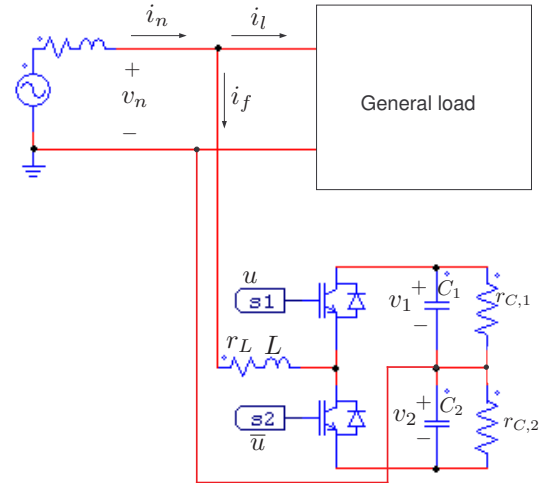 i_n
i_l
+
v_n
−
i_f
General load
u
s1
r_L
L
s2
u̅
v_1
+
−
C_1
r_{C,1}
v_2
+
−
C_2
r_{C,2}